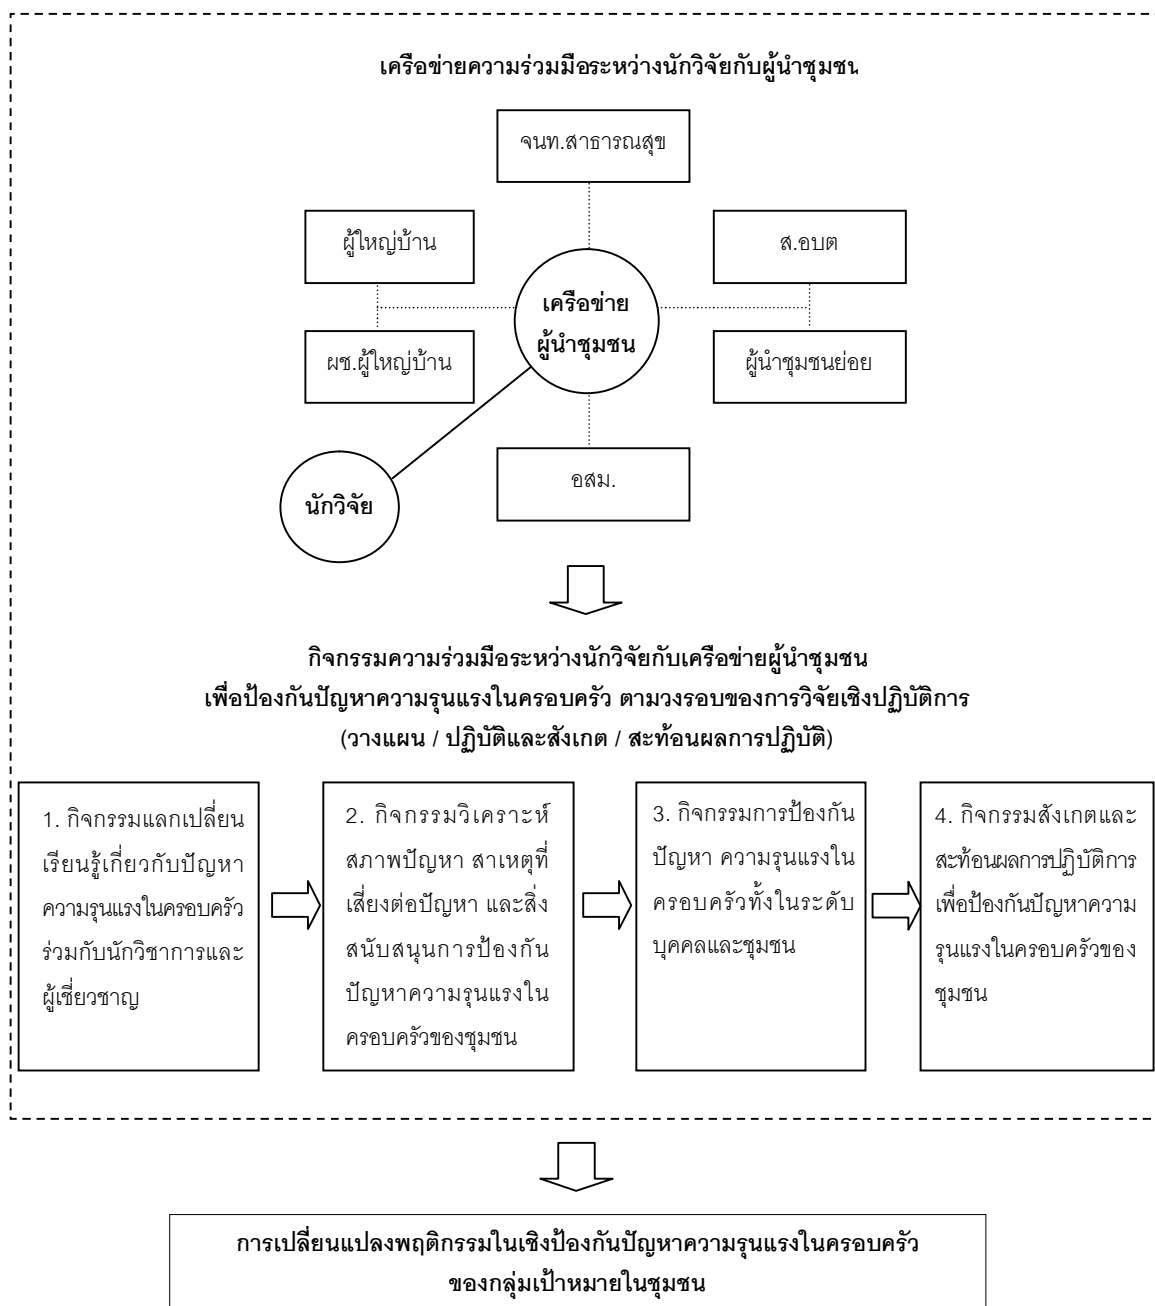 เครือข่ายความร่วมมือระหว่างนักวิจัยกับผู้นำชุมชน
จนท.สาธารณสุข
ผู้ใหญ่บ้าน
ส.อบต
เครือข่าย
ผู้นำชุมชน
ผช.ผู้ใหญ่บ้าน
ผู้นำชุมชนย่อย
อสม.
นักวิจัย
กิจกรรมความร่วมมือระหว่างนักวิจัยกับเครือข่ายผู้นำชุมชน
เพื่อป้องกันปัญหาความรุนแรงในครอบครัว ตามวงรอบของการวิจัยเชิงปฏิบัติการ
(วางแผน / ปฏิบัติและสังเกต / สะท้อนผลการปฏิบัติ)
1. กิจกรรมแลกเปลี่ยน
เรียนรู้เกี่ยวกับปัญหา
ความรุนแรงในครอบครัว
ร่วมกับนักวิชาการและ
ผู้เชี่ยวชาญ
2. กิจกรรมวิเคราะห์
สภาพปัญหา สาเหตุที่
เสี่ยงต่อปัญหา และสิ่ง
สนับสนุนการป้องกัน
ปัญหาความรุนแรงใน
ครอบครัวของชุมชน
3. กิจกรรมการป้องกัน
ปัญหา ความรุนแรงใน
ครอบครัวทั้งในระดับ
บุคคลและชุมชน
4. กิจกรรมสังเกตและ
สะท้อนผลการปฏิบัติการ
เพื่อป้องกันปัญหาความ
รุนแรงในครอบครัวของ
ชุมชน
การเปลี่ยนแปลงพฤติกรรมในเชิงป้องกันปัญหาความรุนแรงในครอบครัว
ของกลุ่มเป้าหมายในชุมชน